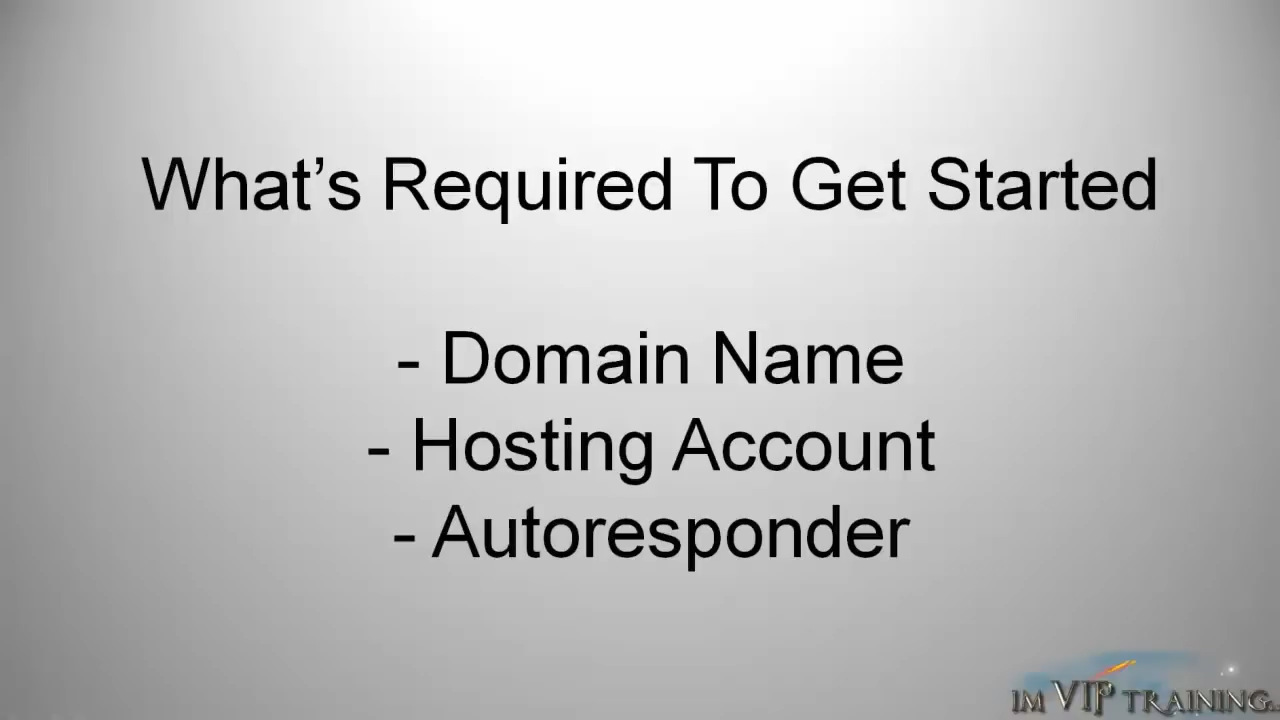 What’s Required To Get Started
- Domain Name
- Hosting Account
- Autoresponder
IM VIP TRAINING..